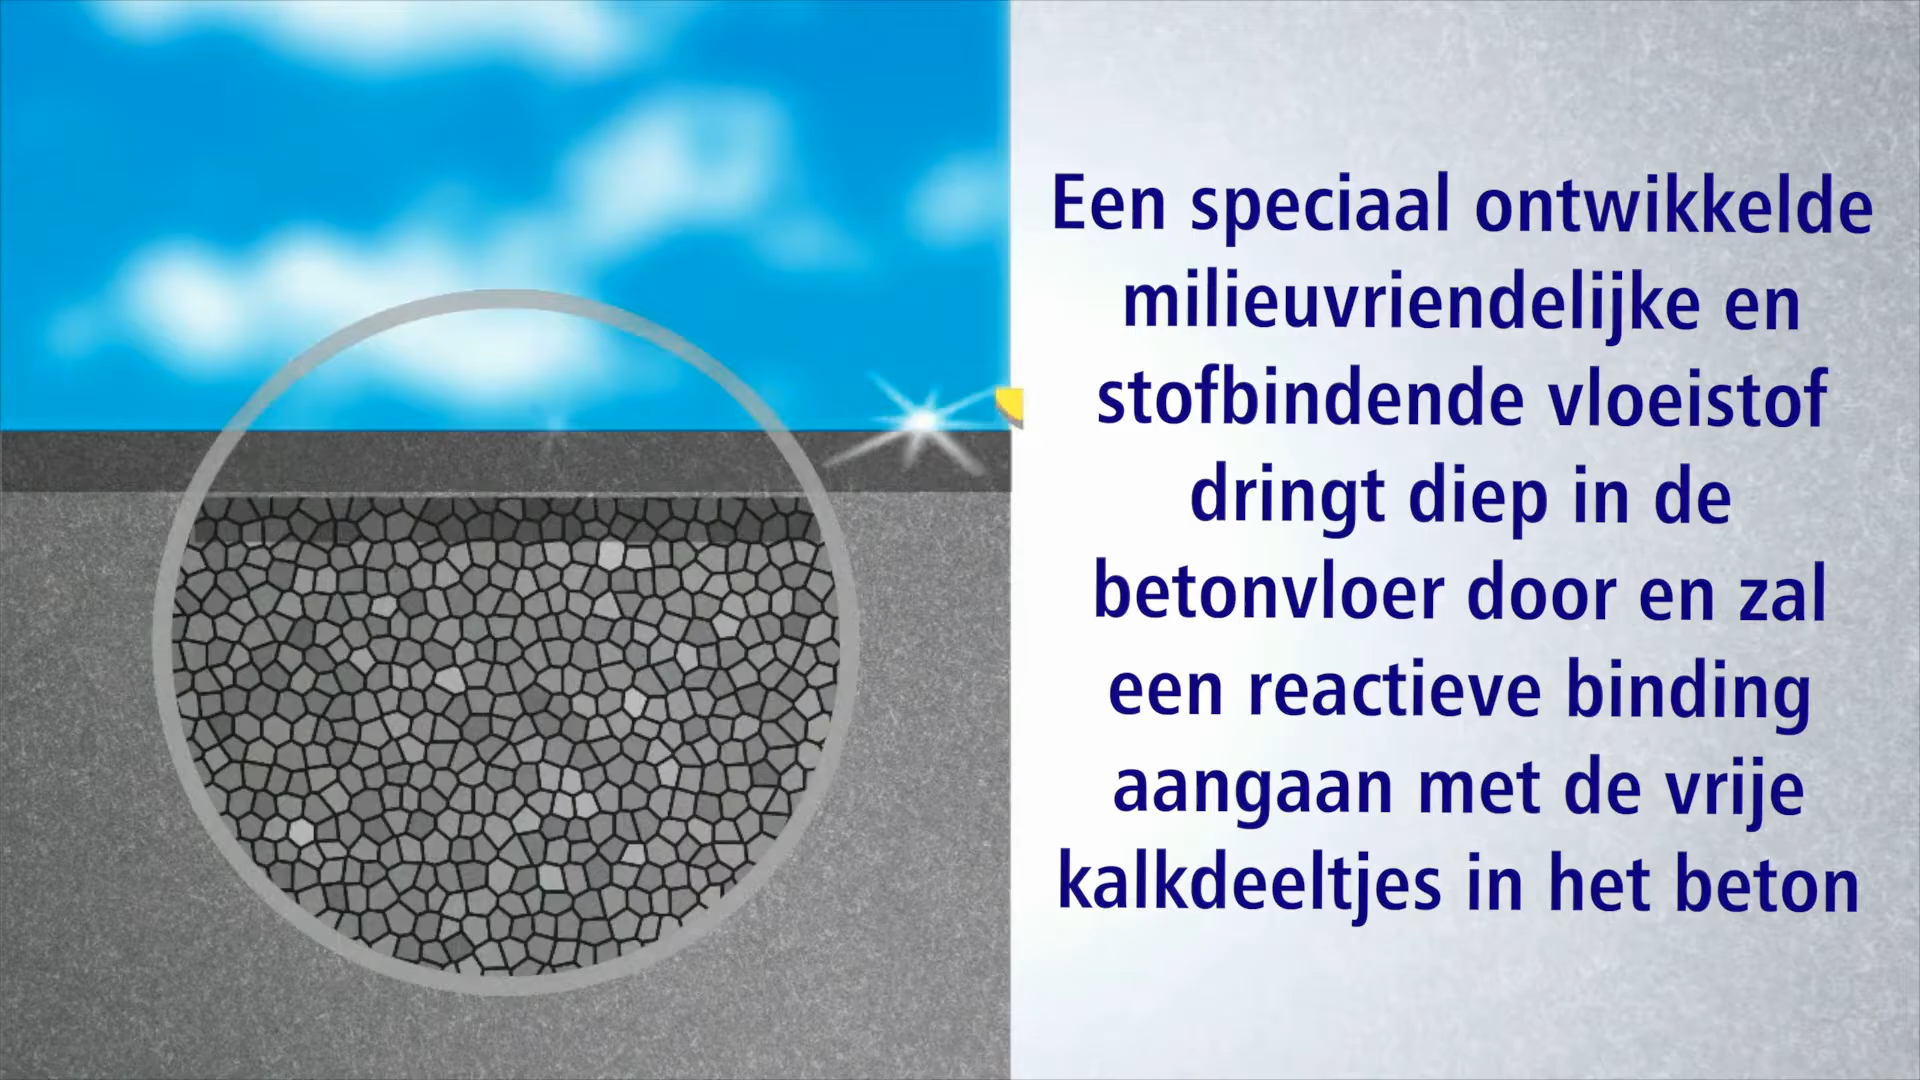 Een speciaal ontwikkelde
milieuvriendelijke en
stofbindende vloeistof
dringt diep in de
betonvloer door en zal
een reactieve binding
aangaan met de vrije
kalkdeeltjes in het beton